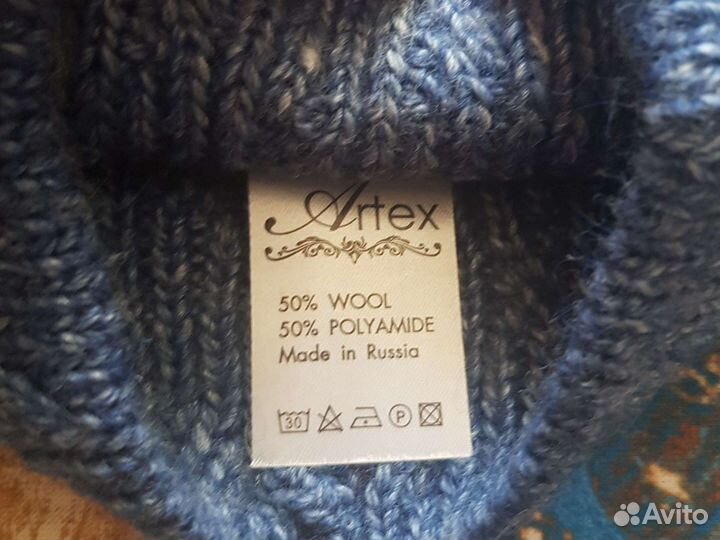 Artex
50% WOOL
50% POLYAMIDE
Made in Russia
30 P
Avito